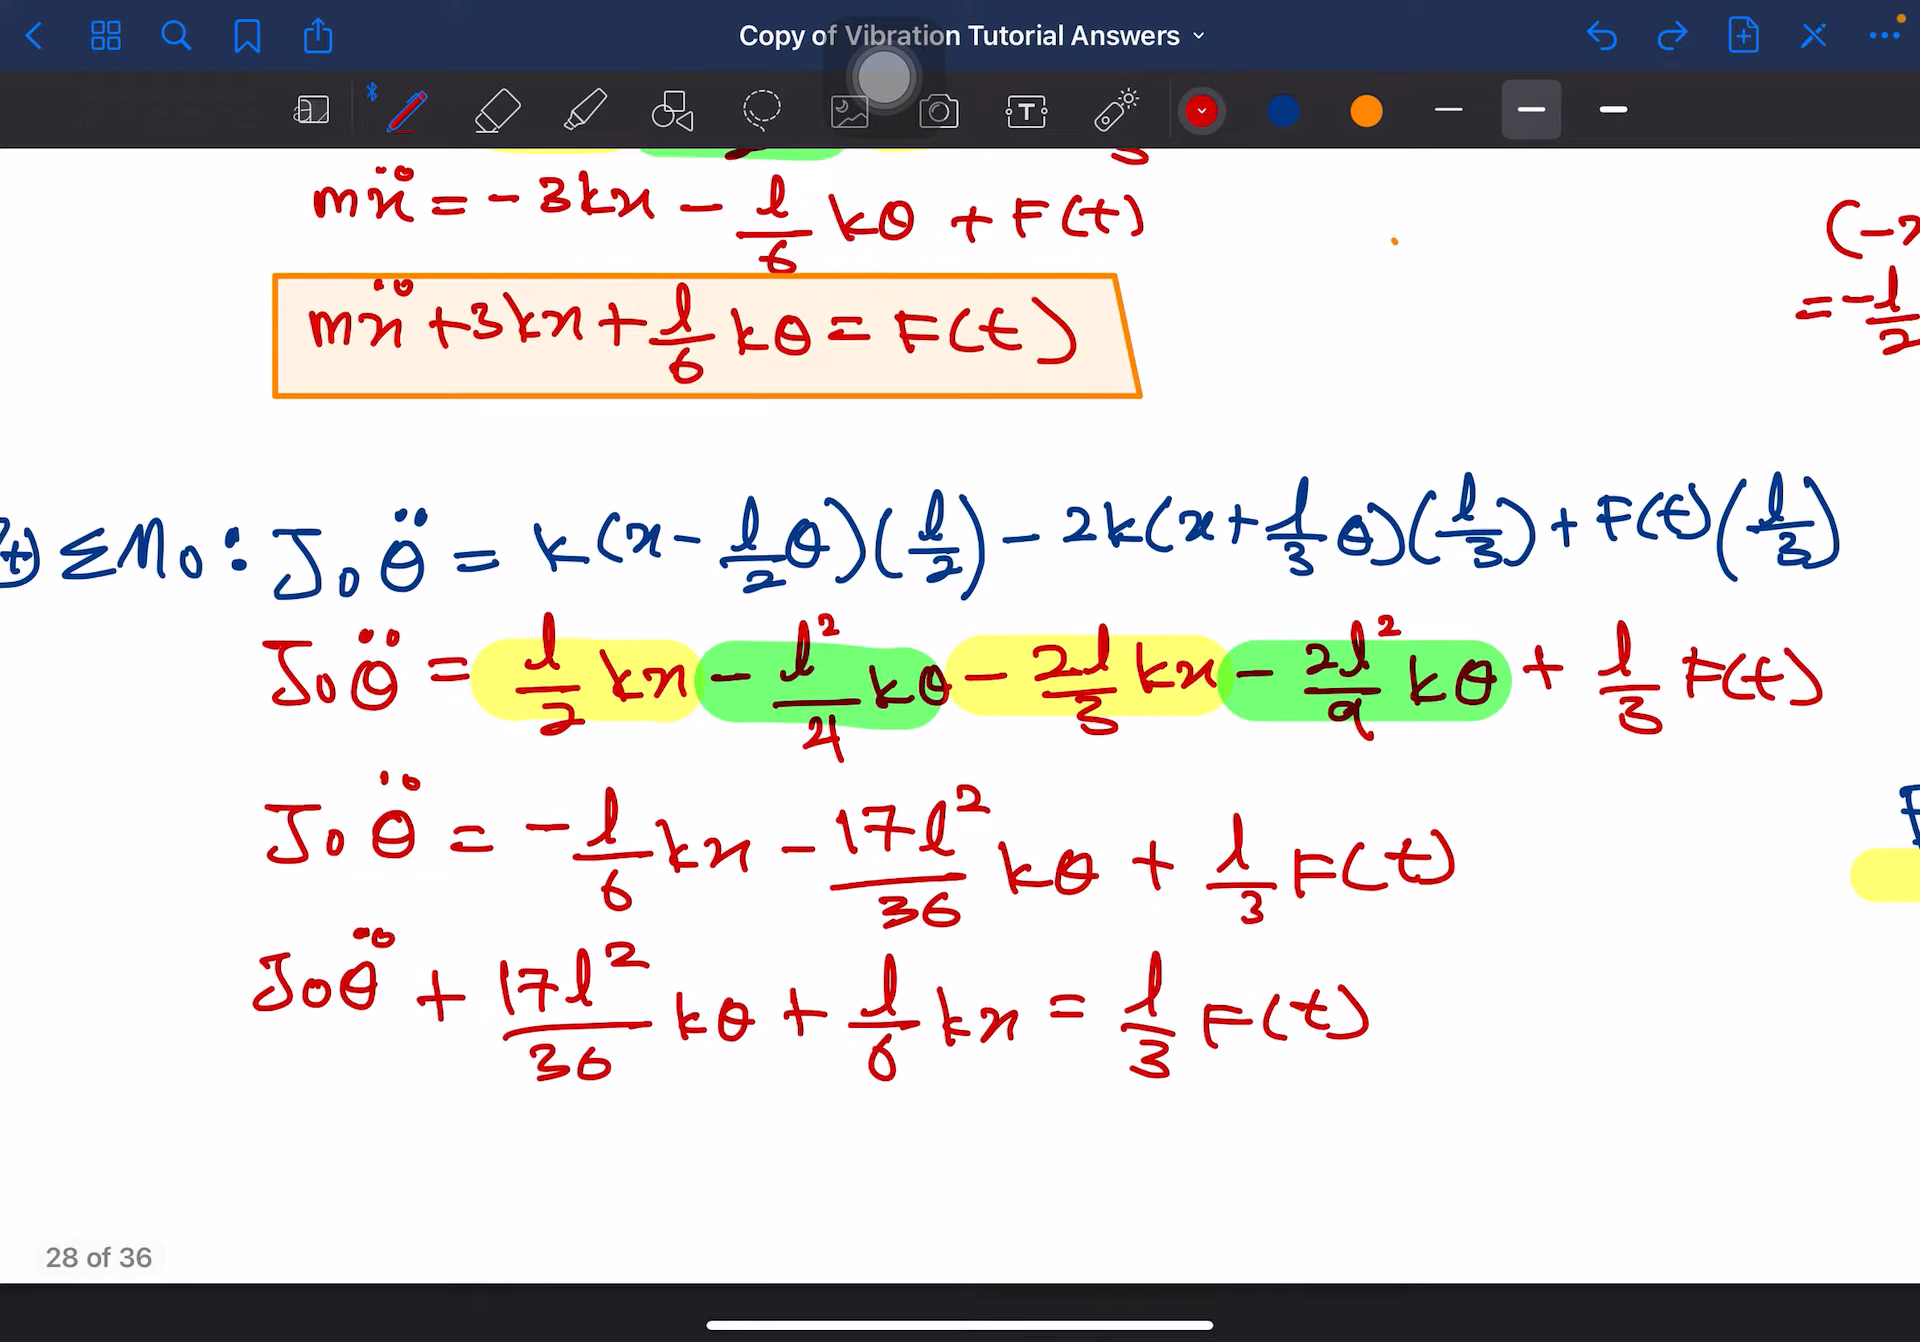 Copy of Vibration Tutorial Answers
mẍ = -3kx - l/6 kθ + F(t)
(-x
mẍ + 3kx + l/6 kθ = F(t)
= -l/2
+) ΣM₀ : J₀θ̈ = k(x - l/2 θ)(l/2) - 2k(x + l/3 θ)(l/3) + F(t)(l/3)
J₀θ̈ = l/2 kx - l²/4 kθ - 2l/3 kx - 2l²/9 kθ + l/3 F(t)
J₀θ̈ = -l/6 kx - 17l²/36 kθ + l/3 F(t)
J₀θ̈ + 17l²/36 kθ + l/6 kx = l/3 F(t)
28 of 36